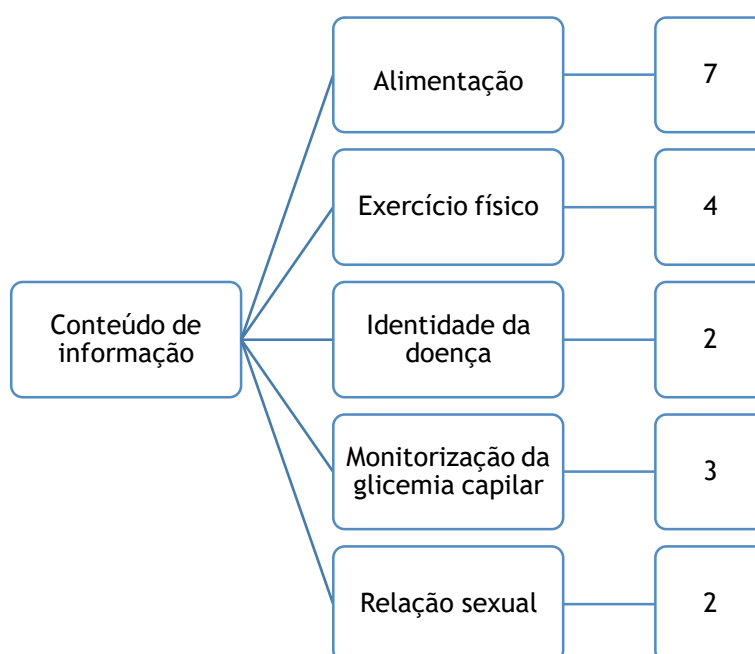 Alimentação
7
Exercício físico
4
Conteúdo de
informação
Identidade da
doença
2
Monitorização da
glicemia capilar
3
Relação sexual
2